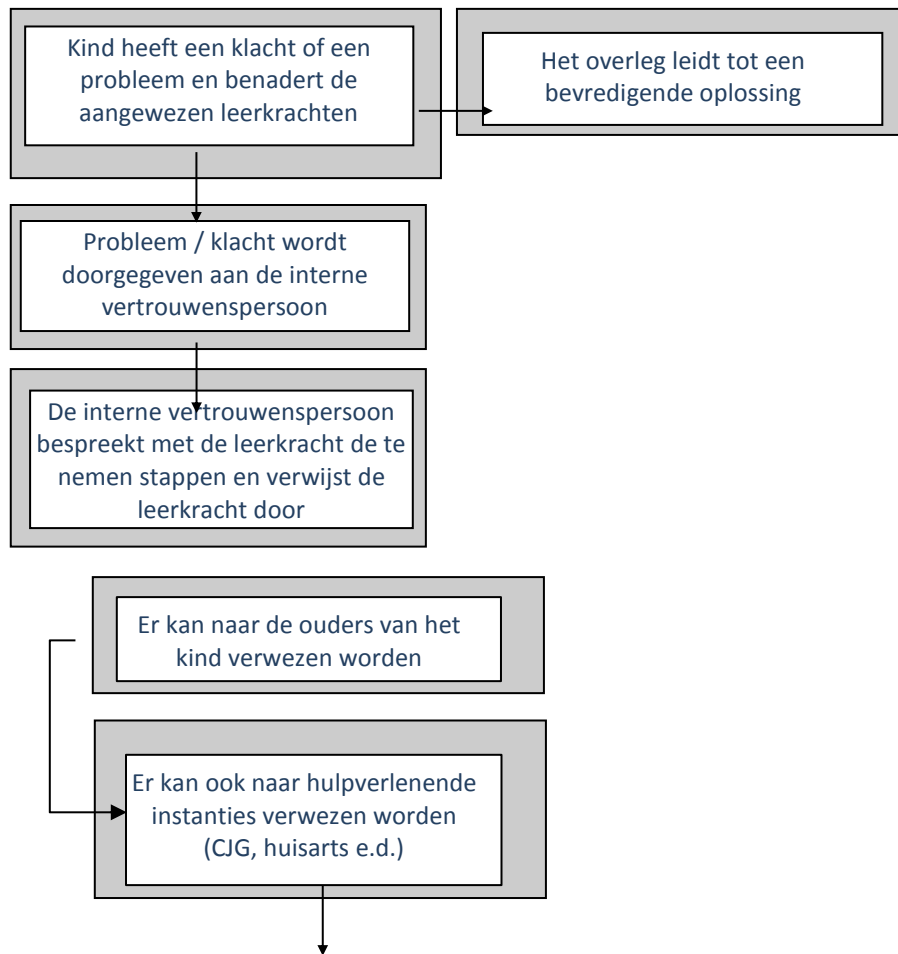 Kind heeft een klacht of een
probleem en benadert de
aangewezen leerkrachten
Het overleg leidt tot een
bevredigende oplossing
Probleem / klacht wordt
doorgegeven aan de interne
vertrouwenspersoon
De interne vertrouwenspersoon
bespreekt met de leerkracht de te
nemen stappen en verwijst de
leerkracht door
Er kan naar de ouders van het
kind verwezen worden
Er kan ook naar hulpverlenende
instanties verwezen worden
(CJG, huisarts e.d.)